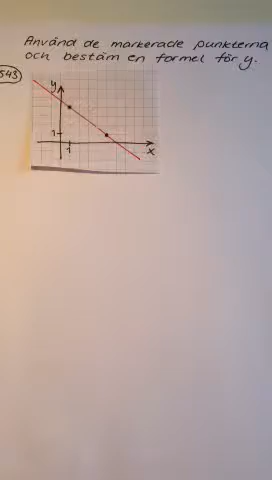 Använd de markerade punkterna
och bestäm en formel för y.
543
y
1
1
x